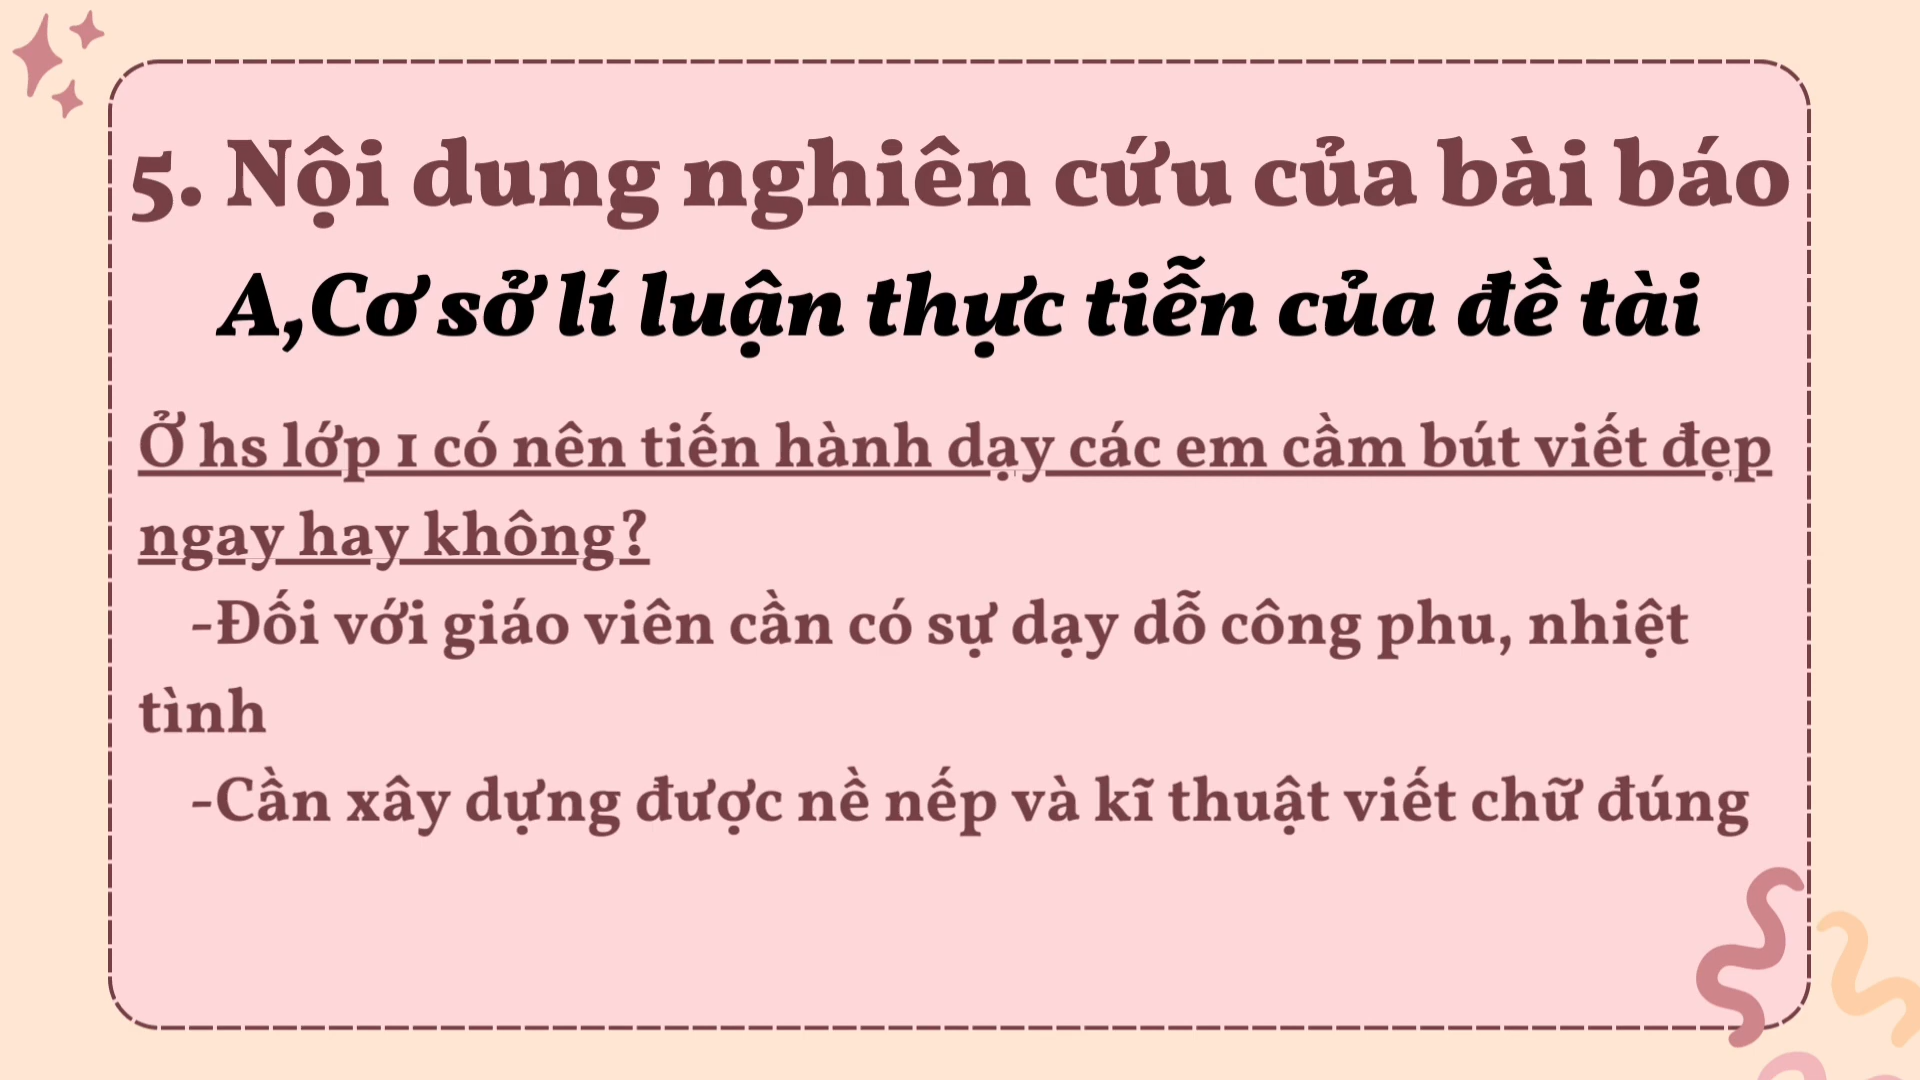 5. Nội dung nghiên cứu của bài báo
A,Cơ sở lí luận thực tiễn của đề tài
Ở hs lớp 1 có nên tiến hành dạy các em cầm bút viết đẹp
ngay hay không?
-Đối với giáo viên cần có sự dạy dỗ công phu, nhiệt
tình
-Cần xây dựng được nề nếp và kĩ thuật viết chữ đúng